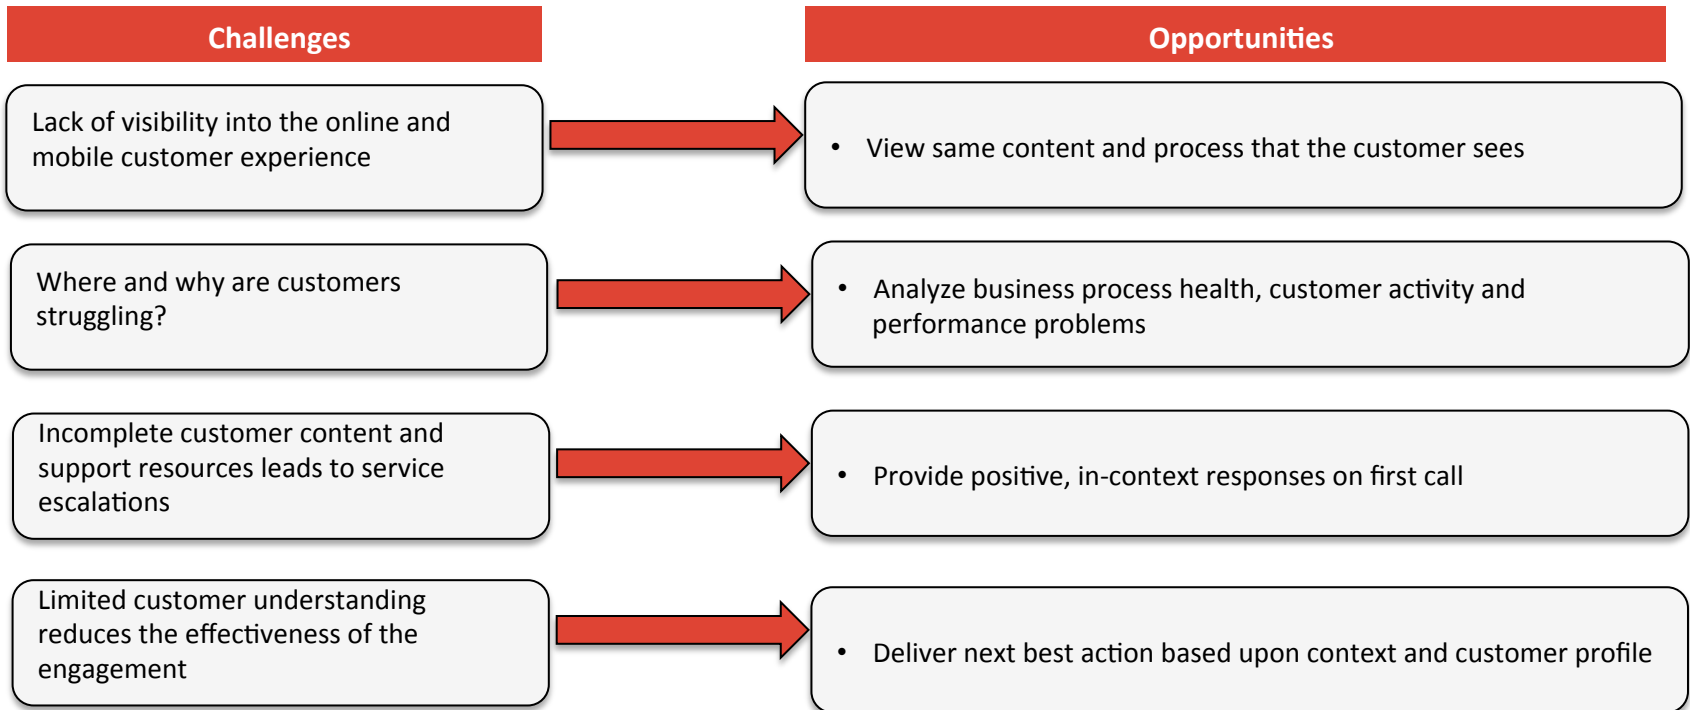 Challenges
Opportunities
Lack of visibility into the online and
mobile customer experience
• View same content and process that the customer sees
Where and why are customers
struggling?
• Analyze business process health, customer activity and
performance problems
Incomplete customer content and
support resources leads to service
escalations
• Provide positive, in-context responses on first call
Limited customer understanding
reduces the effectiveness of the
engagement
• Deliver next best action based upon context and customer profile